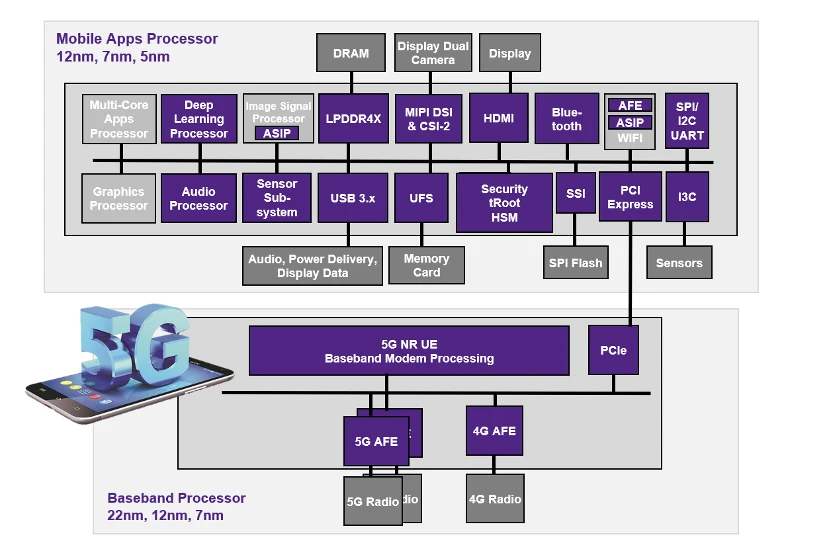 Mobile Apps Processor
12nm, 7nm, 5nm
DRAM
Display Dual
Camera
Display
Multi-Core
Apps
Processor
Deep
Learning
Processor
Image Signal
Processor
ASIP
LPDDR4X
MIPI DSI
& CSI-2
HDMI
Blue-
tooth
AFE
ASIP
WIFI
SPI/
I2C
UART
Graphics
Processor
Audio
Processor
Sensor
Sub-
system
USB 3.x
UFS
Security
tRoot
HSM
SSI
PCI
Express
I3C
Audio, Power Delivery,
Display Data
Memory
Card
SPI Flash
Sensors
5G
5G NR UE
Baseband Modem Processing
PCIe
5G AFE
E
4G AFE
5G Radio
dio
4G Radio
Baseband Processor
22nm, 12nm, 7nm